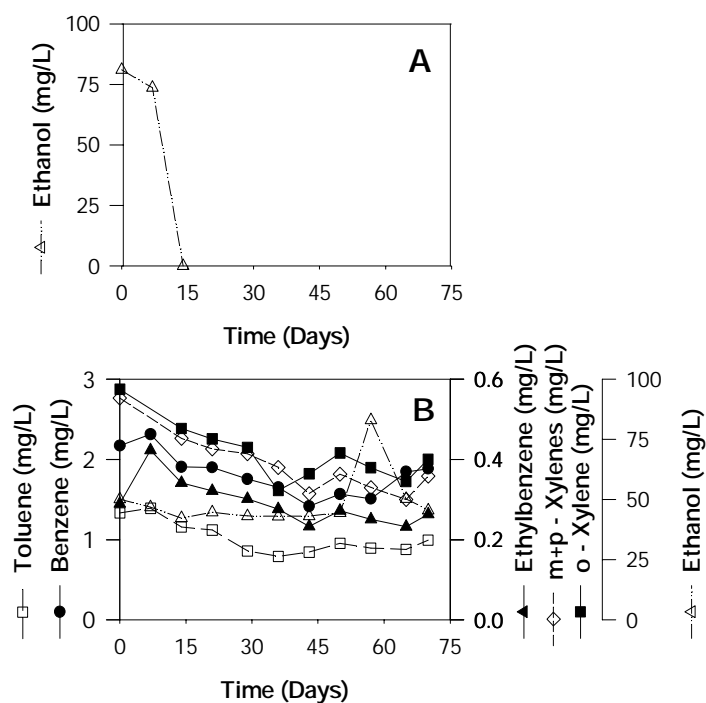 100
75
50
25
0
Ethanol (mg/L)
A
0 15 30 45 60 75
Time (Days)
3
2
1
0
Toluene (mg/L)
Benzene (mg/L)
B
0.6
0.4
0.2
0.0
Ethylbenzene (mg/L)
m+p - Xylenes (mg/L)
o - Xylene (mg/L)
100
75
50
25
0
Ethanol (mg/L)
0 15 30 45 60 75
Time (Days)